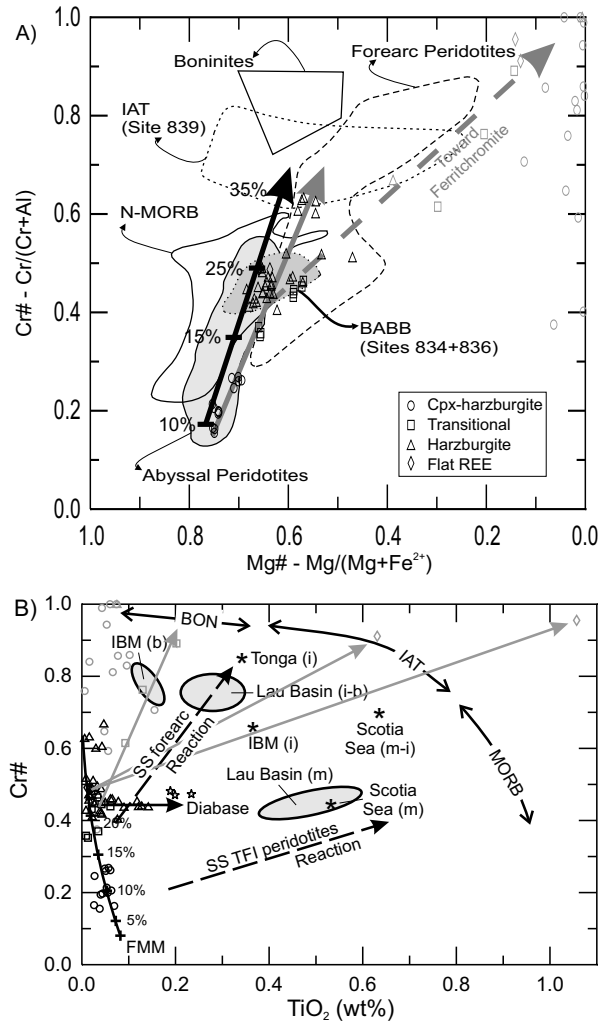 A)
1.0
0.8
0.6
0.4
0.2
0.0
Cr# - Cr/(Cr+Al)
Boninites
Forearc Peridotites
IAT
(Site 839)
N-MORB
Toward
Ferritchromite
35%
25%
15%
10%
BABB
(Sites 834+836)
Abyssal Peridotites
Cpx-harzburgite
Transitional
Harzburgite
Flat REE
1.0
0.8
0.6
0.4
0.2
0.0
Mg# - Mg/(Mg+Fe²⁺)
B)
1.0
0.8
0.6
0.4
0.2
0.0
Cr#
BON
IBM (b)
Tonga (i)
IAT
Lau Basin (i-b)
SS forearc
Reaction
IBM (i)
Scotia
Sea (m-i)
MORB
Lau Basin (m)
Scotia
Sea (m)
Diabase
SS TFI peridotites
Reaction
20%
15%
10%
5%
FMM
0.0
0.2
0.4
0.6
0.8
1.0
TiO₂ (wt%)